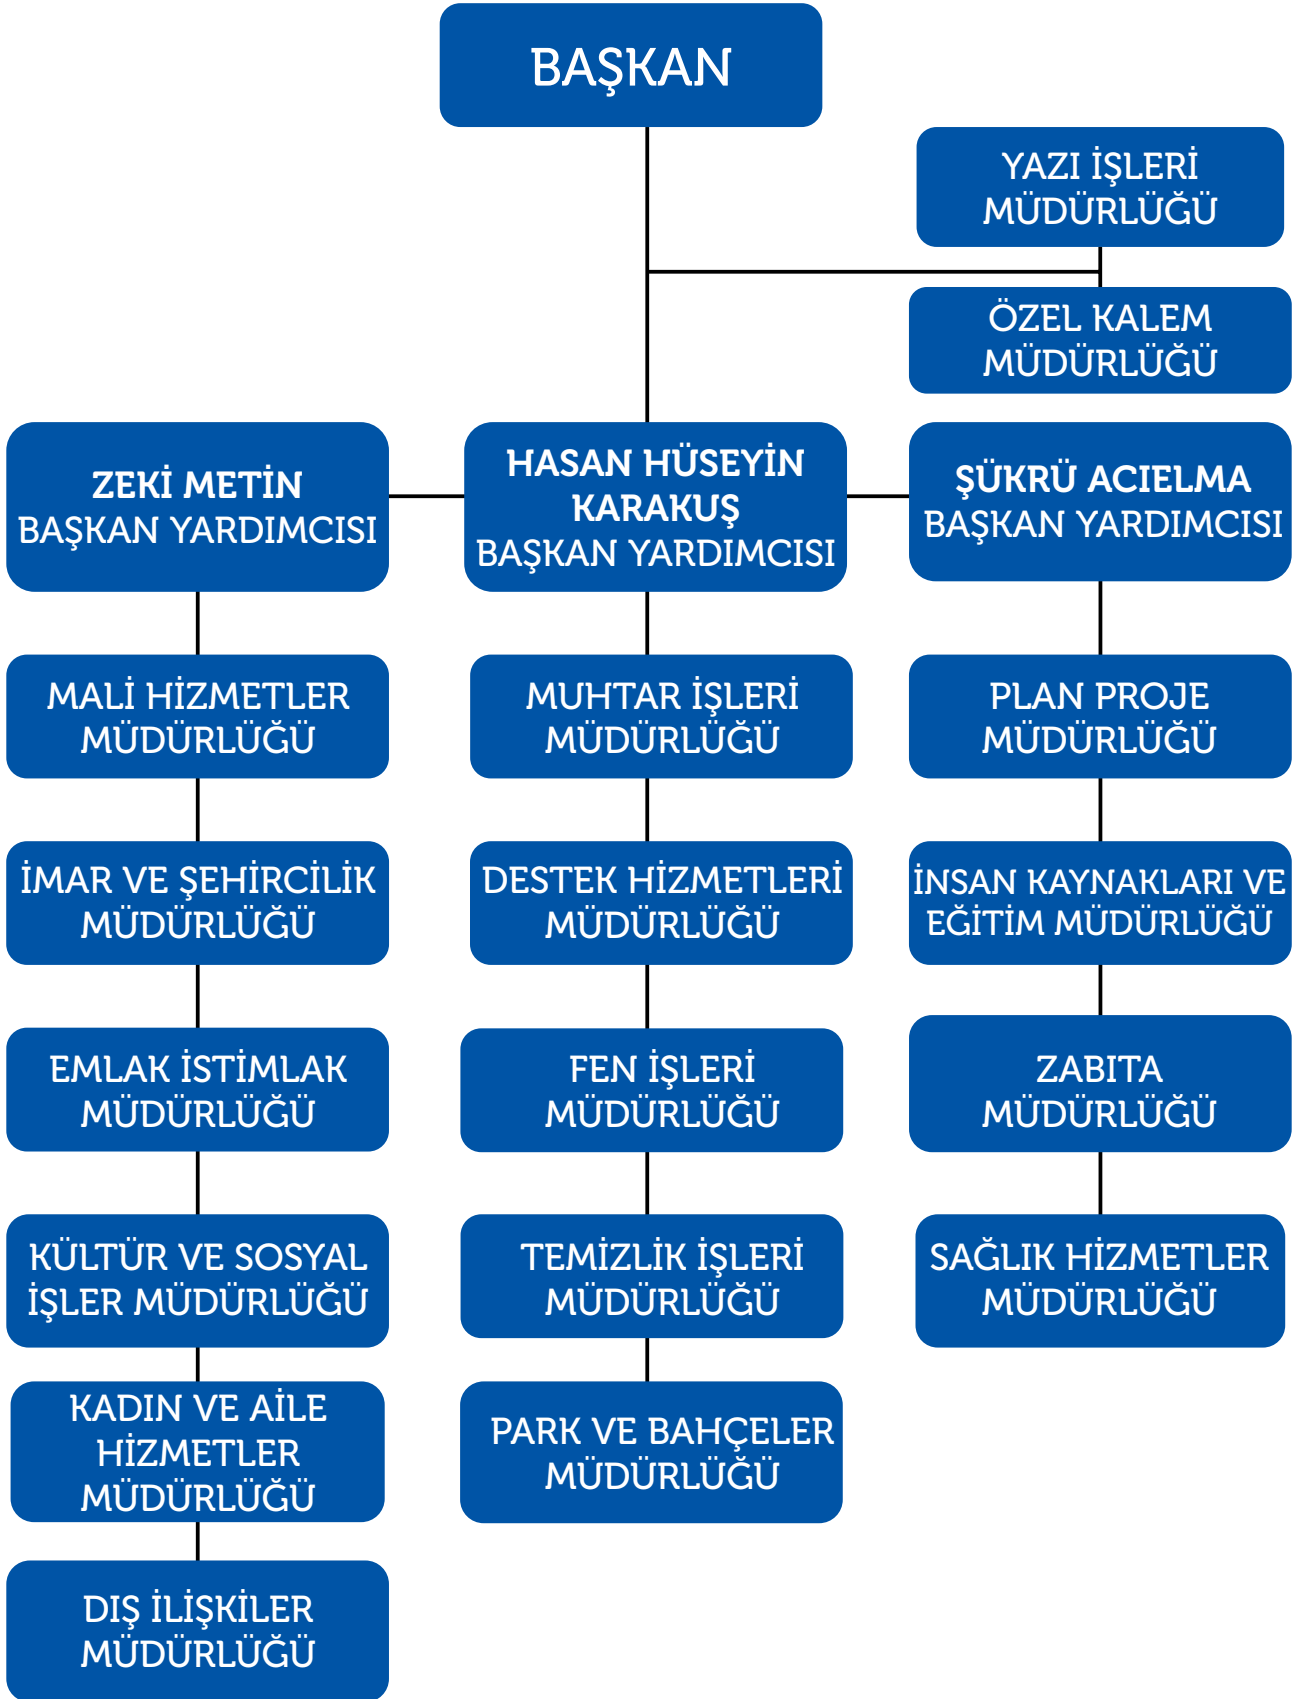 BAŞKAN
YAZI İŞLERİ
MÜDÜRLÜĞÜ
ÖZEL KALEM
MÜDÜRLÜĞÜ
ZEKİ METİN
BAŞKAN YARDIMCISI
HASAN HÜSEYİN
KARAKUŞ
BAŞKAN YARDIMCISI
ŞÜKRÜ ACIELMA
BAŞKAN YARDIMCISI
MALİ HİZMETLER
MÜDÜRLÜĞÜ
MUHTAR İŞLERİ
MÜDÜRLÜĞÜ
PLAN PROJE
MÜDÜRLÜĞÜ
İMAR VE ŞEHİRCİLİK
MÜDÜRLÜĞÜ
DESTEK HİZMETLERİ
MÜDÜRLÜĞÜ
İNSAN KAYNAKLARI VE
EĞİTİM MÜDÜRLÜĞÜ
EMLAK İSTİMLAK
MÜDÜRLÜĞÜ
FEN İŞLERİ
MÜDÜRLÜĞÜ
ZABITA
MÜDÜRLÜĞÜ
KÜLTÜR VE SOSYAL
İŞLER MÜDÜRLÜĞÜ
TEMİZLİK İŞLERİ
MÜDÜRLÜĞÜ
SAĞLIK HİZMETLER
MÜDÜRLÜĞÜ
KADIN VE AİLE
HİZMETLER
MÜDÜRLÜĞÜ
PARK VE BAHÇELER
MÜDÜRLÜĞÜ
DIŞ İLİŞKİLER
MÜDÜRLÜĞÜ